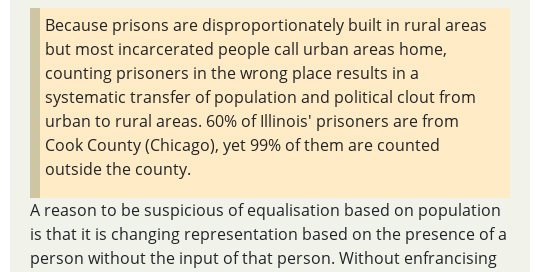 Because prisons are disproportionately built in rural areas
but most incarcerated people call urban areas home,
counting prisoners in the wrong place results in a
systematic transfer of population and political clout from
urban to rural areas. 60% of Illinois' prisoners are from
Cook County (Chicago), yet 99% of them are counted
outside the county.
A reason to be suspicious of equalisation based on population
is that it is changing representation based on the presence of a
person without the input of that person. Without enfrancising